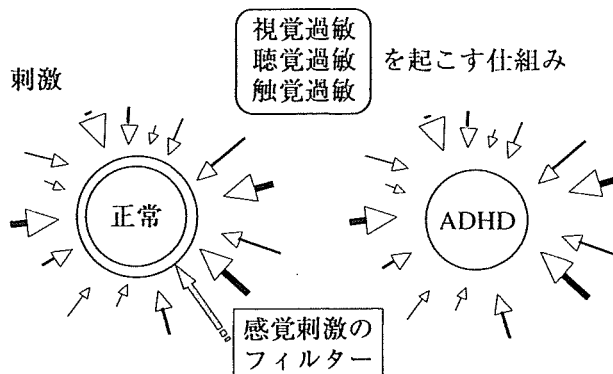 視覚過敏
聴覚過敏
触覚過敏
を起こす仕組み
刺激
正常
ADHD
感覚刺激の
フィルター